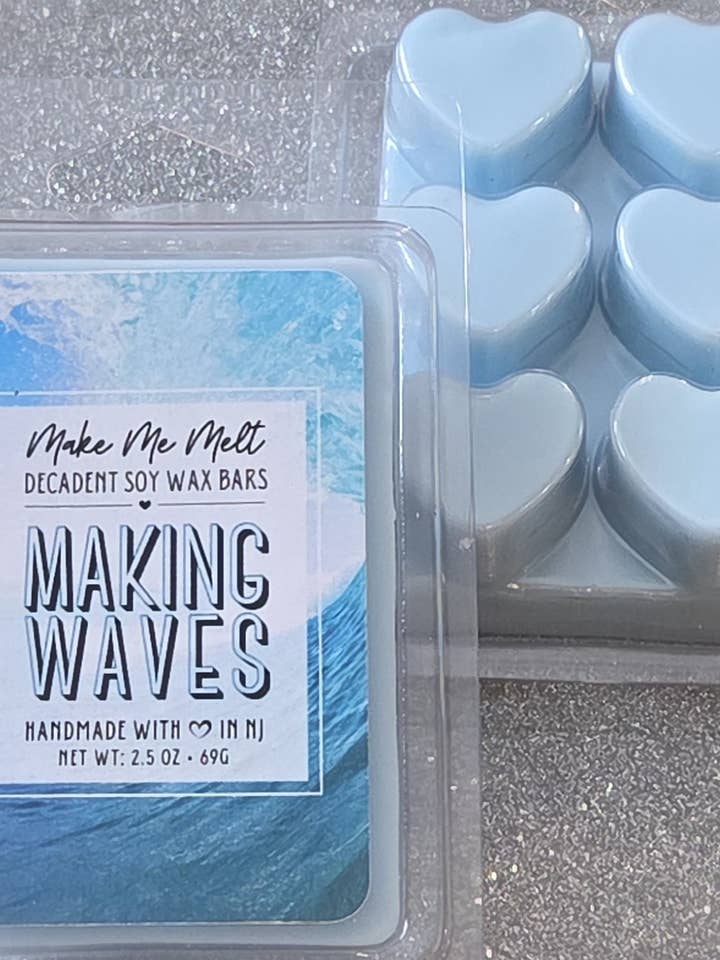 Make Me Melt
DECADENT SOY WAX BARS
MAKING
WAVES
HANDMADE WITH ♡ IN NJ
NET WT: 2.5 OZ • 69G